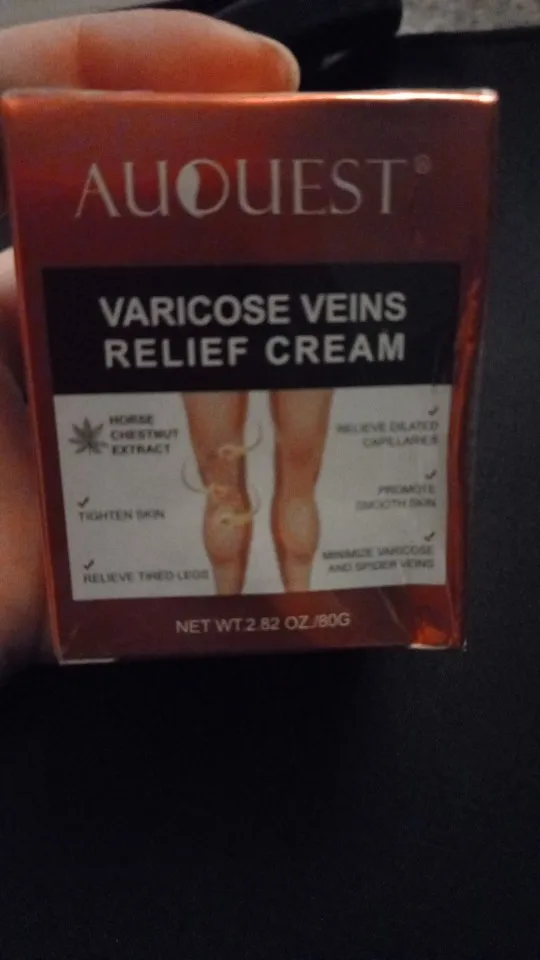 AUQUEST®
VARICOSE VEINS
RELIEF CREAM
HORSE
CHESTNUT
EXTRACT
TIGHTEN SKIN
RELIEVE TIRED LEGS
RELIEVE DILATED
CAPILLARIES
PROMOTE
SMOOTH SKIN
MINIMIZE VARICOSE
AND SPIDER VEINS
NET WT.2.82 OZ./80G